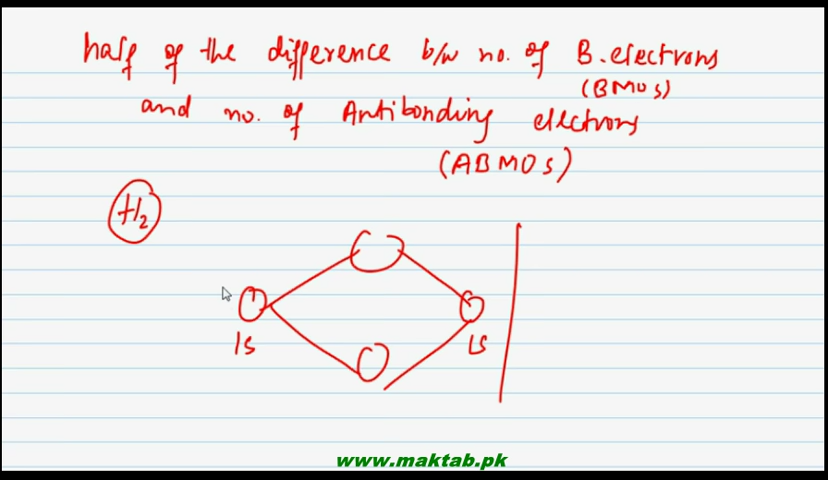 half of the difference b/w no. of B.electrons
(BMOs)
and no. of Antibonding electrons
(ABMOs)
H2
1s
1s
www.maktab.pk